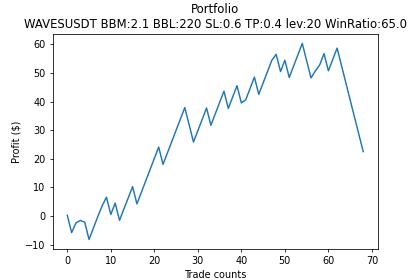 Portfolio
WAVESUSDT BBM:2.1 BBL:220 SL:0.6 TP:0.4 lev:20 WinRatio:65.0
60
50
40
30
20
10
0
−10
Profit ($)
0 10 20 30 40 50 60 70
Trade counts